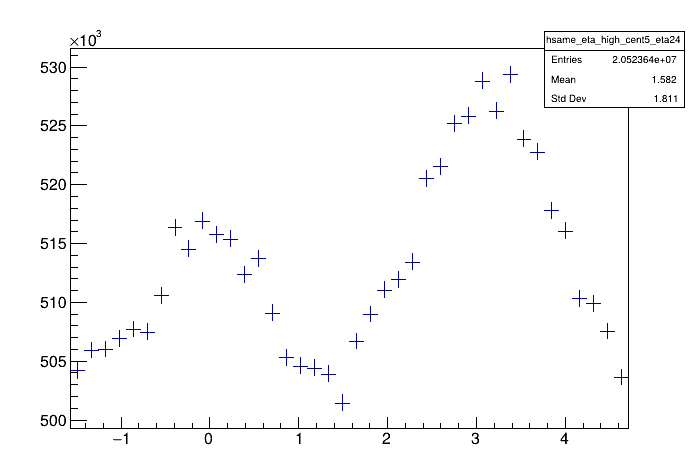 ×10³
hsame_eta_high_cent5_eta24
Entries 2.052364e+07
Mean 1.582
Std Dev 1.811
530
525
520
515
510
505
500
−1 0 1 2 3 4